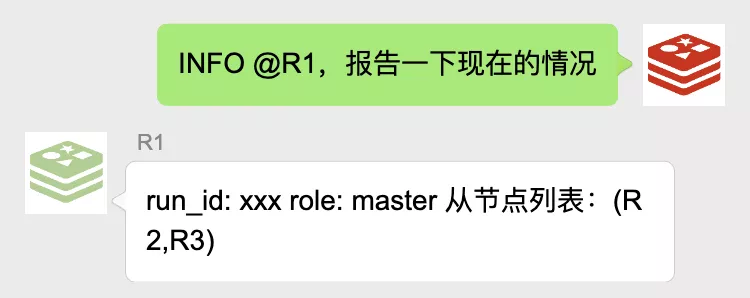 INFO @R1，报告一下现在的情况
R1
run_id: xxx role: master 从节点列表：(R
2,R3)